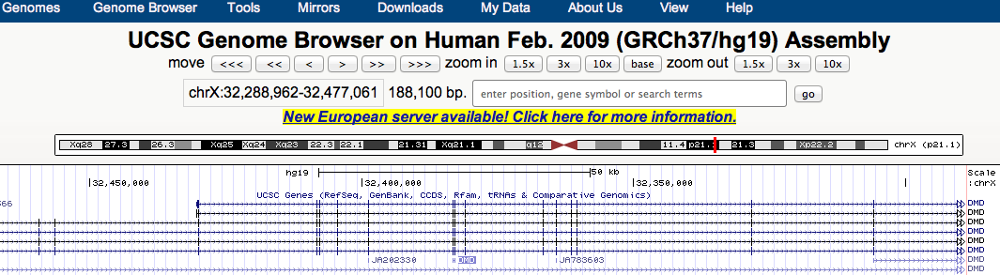 Genomes Genome Browser Tools Mirrors Downloads My Data About Us View Help
UCSC Genome Browser on Human Feb. 2009 (GRCh37/hg19) Assembly
move <<< << < > >> >>> zoom in 1.5x 3x 10x base zoom out 1.5x 3x 10x
chrX:32,288,962-32,477,061 188,100 bp. enter position, gene symbol or search terms go
New European server available! Click here for more information.
Xq28 27.3 26.3 Xq25 Xq24 Xq23 22.3 22.1 21.31 Xq21.1 q12 11.4 p21.1 21.3 Xp22.2 chrX (p21.1)
hg19 50 kb Scale
32,450,000 32,400,000 32,350,000 :chrX
UCSC Genes (RefSeq, GenBank, CCDS, Rfam, tRNAs & Comparative Genomics)
566 DMD
DMD
DMD
DMD
DMD
DMD
JA202330 DMD JA783603 DMD
DMD